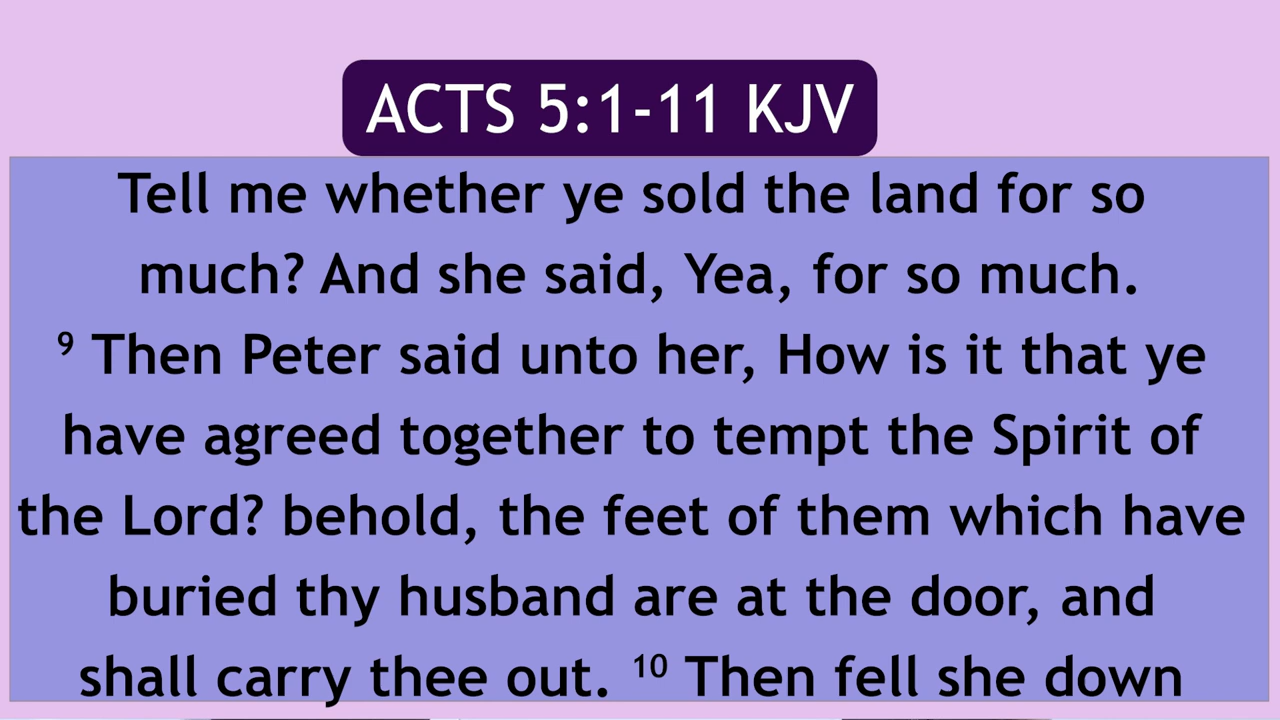 ACTS 5:1-11 KJV
Tell me whether ye sold the land for so
much? And she said, Yea, for so much.
⁹ Then Peter said unto her, How is it that ye
have agreed together to tempt the Spirit of
the Lord? behold, the feet of them which have
buried thy husband are at the door, and
shall carry thee out. ¹⁰ Then fell she down